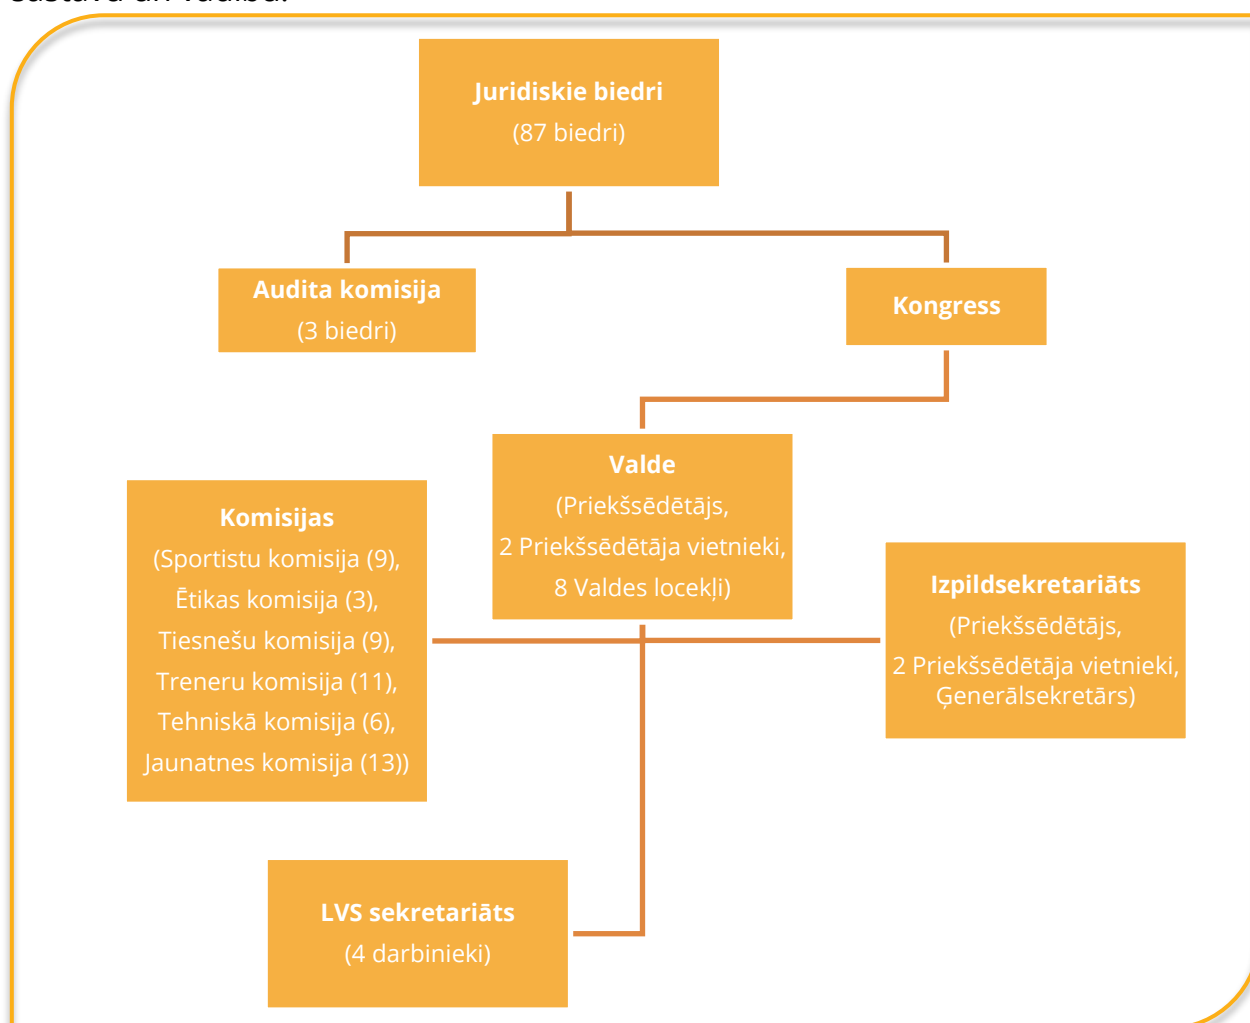 Juridiskie biedri
(87 biedri)
Audita komisija
(3 biedri)
Kongress
Valde
(Priekšsēdētājs,
2 Priekšsēdētāja vietnieki,
8 Valdes locekļi)
Komisijas
(Sportistu komisija (9),
Ētikas komisija (3),
Tiesnešu komisija (9),
Treneru komisija (11),
Tehniskā komisija (6),
Jaunatnes komisija (13))
Izpildsekretariāts
(Priekšsēdētājs,
2 Priekšsēdētāja vietnieki,
Ģenerālsekretārs)
LVS sekretariāts
(4 darbinieki)